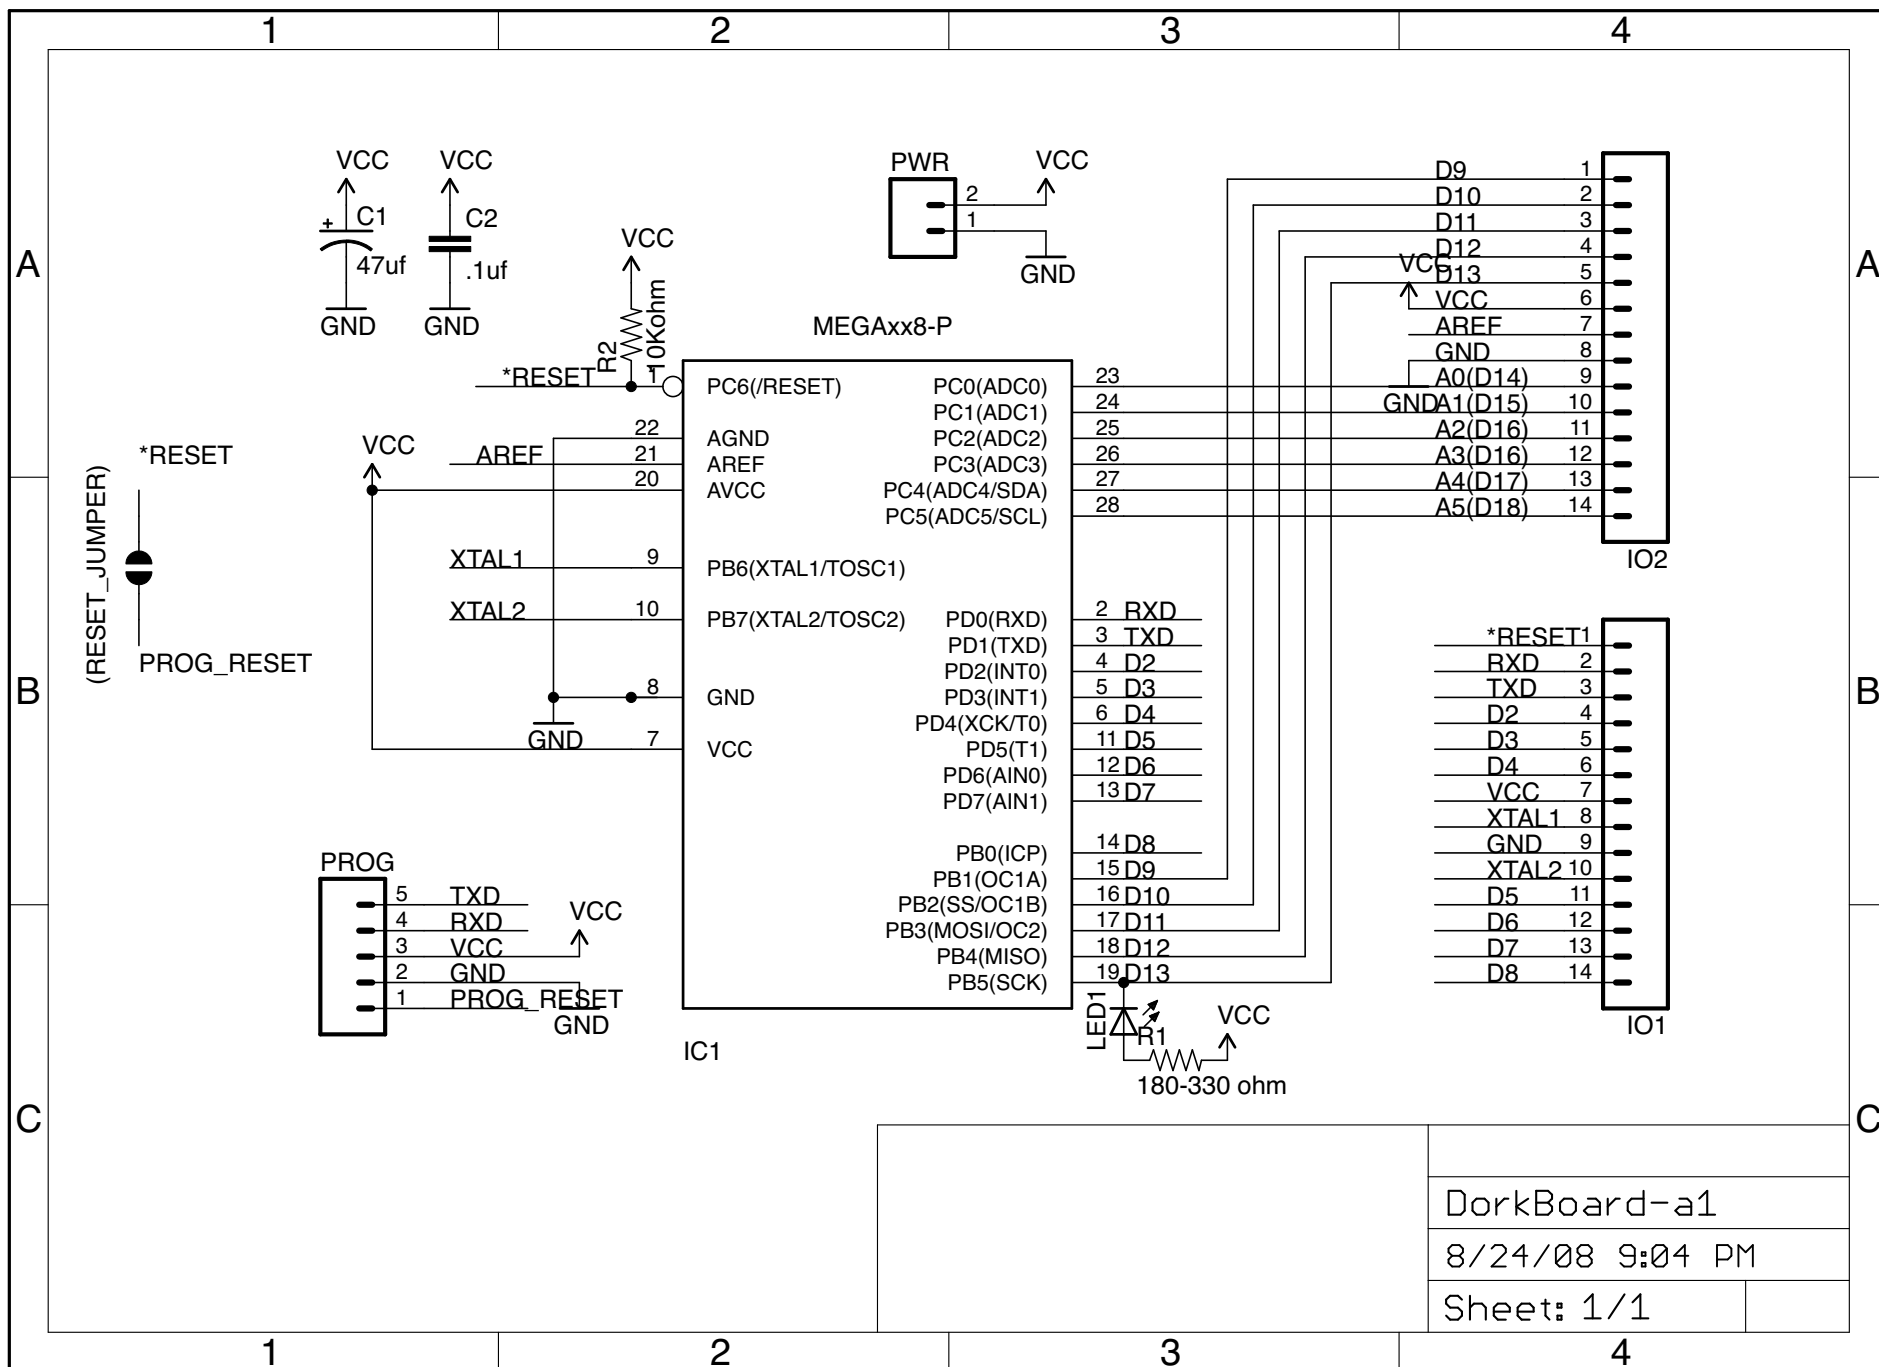 1 2 3 4
A A
B B
C C
VCC
C1
+
47uf
GND
VCC
C2
.1uf
GND
VCC
10Kohm
R2
*RESET
1
PWR
2
1
VCC
GND
MEGAxx8-P
PC6(/RESET)
22 AGND
AREF 21 AREF
VCC
20 AVCC
XTAL1 9 PB6(XTAL1/TOSC1)
XTAL2 10 PB7(XTAL2/TOSC2)
8 GND
GND
7 VCC
PC0(ADC0) 23
PC1(ADC1) 24
PC2(ADC2) 25
PC3(ADC3) 26
PC4(ADC4/SDA) 27
PC5(ADC5/SCL) 28
PD0(RXD) 2 RXD
PD1(TXD) 3 TXD
PD2(INT0) 4 D2
PD3(INT1) 5 D3
PD4(XCK/T0) 6 D4
PD5(T1) 11 D5
PD6(AIN0) 12 D6
PD7(AIN1) 13 D7
PB0(ICP) 14 D8
PB1(OC1A) 15 D9
PB2(SS/OC1B) 16 D10
PB3(MOSI/OC2) 17 D11
PB4(MISO) 18 D12
PB5(SCK) 19 D13
IC1
LED1
R1
VCC
180-330 ohm
*RESET
(RESET_JUMPER)
PROG_RESET
PROG
5 TXD
4 RXD
3 VCC
2 GND
1 PROG_RESET
VCC
GND
D9 1
D10 2
D11 3
D12 4
VCC
D13 5
VCC 6
AREF 7
GND 8
A0(D14) 9
GND
A1(D15) 10
A2(D16) 11
A3(D16) 12
A4(D17) 13
A5(D18) 14
IO2
*RESET 1
RXD 2
TXD 3
D2 4
D3 5
D4 6
VCC 7
XTAL1 8
GND 9
XTAL2 10
D5 11
D6 12
D7 13
D8 14
IO1
DorkBoard-a1
8/24/08 9:04 PM
Sheet: 1/1
1 2 3 4